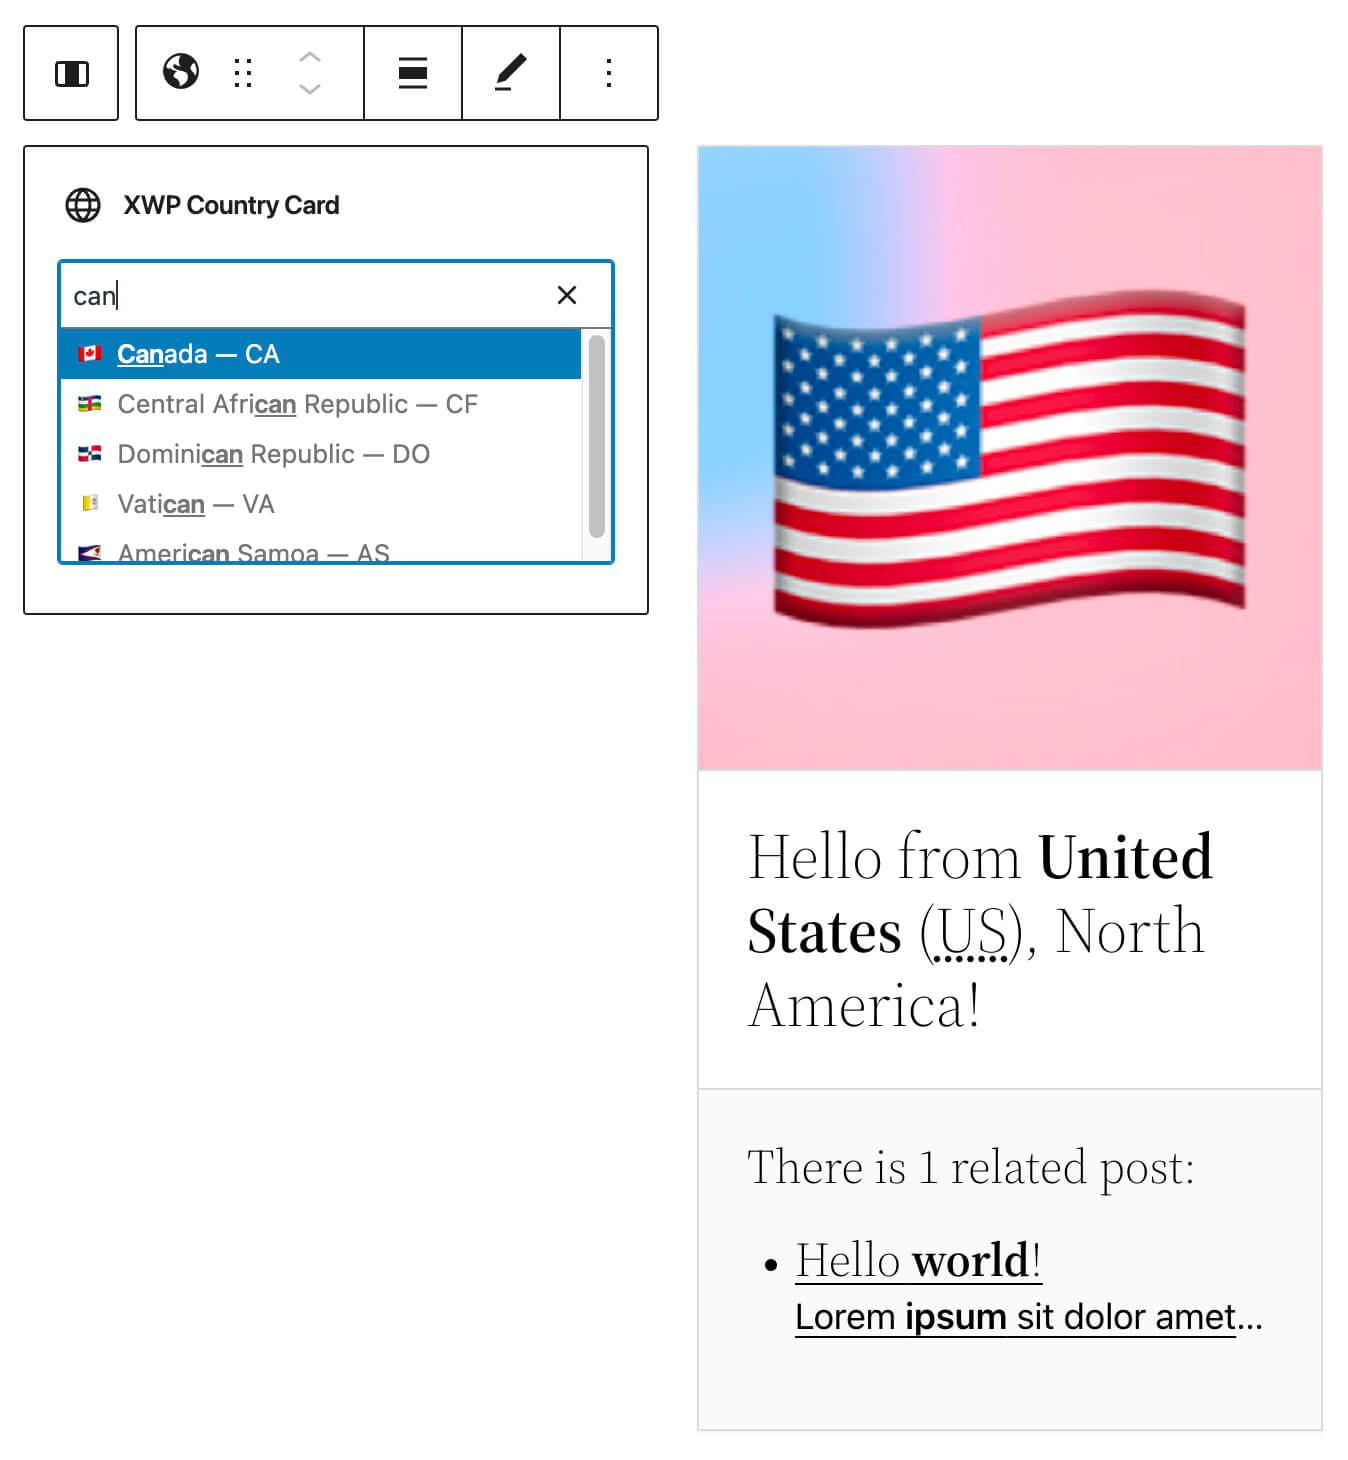 XWP Country Card
can
Canada — CA
Central African Republic — CF
Dominican Republic — DO
Vatican — VA
American Samoa — AS
Hello from United
States (US), North
America!
There is 1 related post:
Hello world!
Lorem ipsum sit dolor amet...